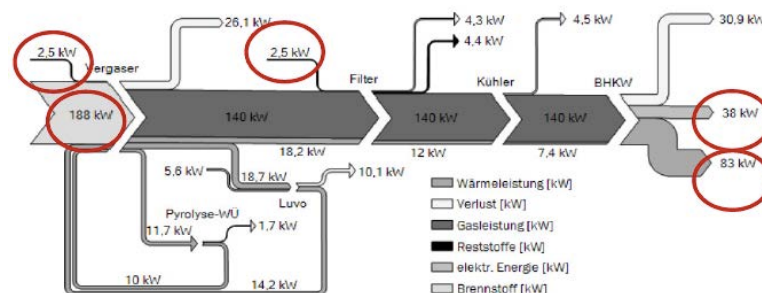 26,1 kW
4,3 kW
4,5 kW
30,9 kW
2,5 kW
2,5 kW
4,4 kW
Vergaser
Filter
Kühler
BHKW
188 kW
140 kW
140 kW
140 kW
38 kW
18,2 kW
12 kW
7,4 kW
83 kW
5,6 kW
18,7 kW
10,1 kW
Luvo
Pyrolyse-WÜ
11,7 kW
1,7 kW
10 kW
14,2 kW
Wärmeleistung [kW]
Verlust [kW]
Gasleistung [kW]
Reststoffe [kW]
elektr. Energie [kW]
Brennstoff [kW]